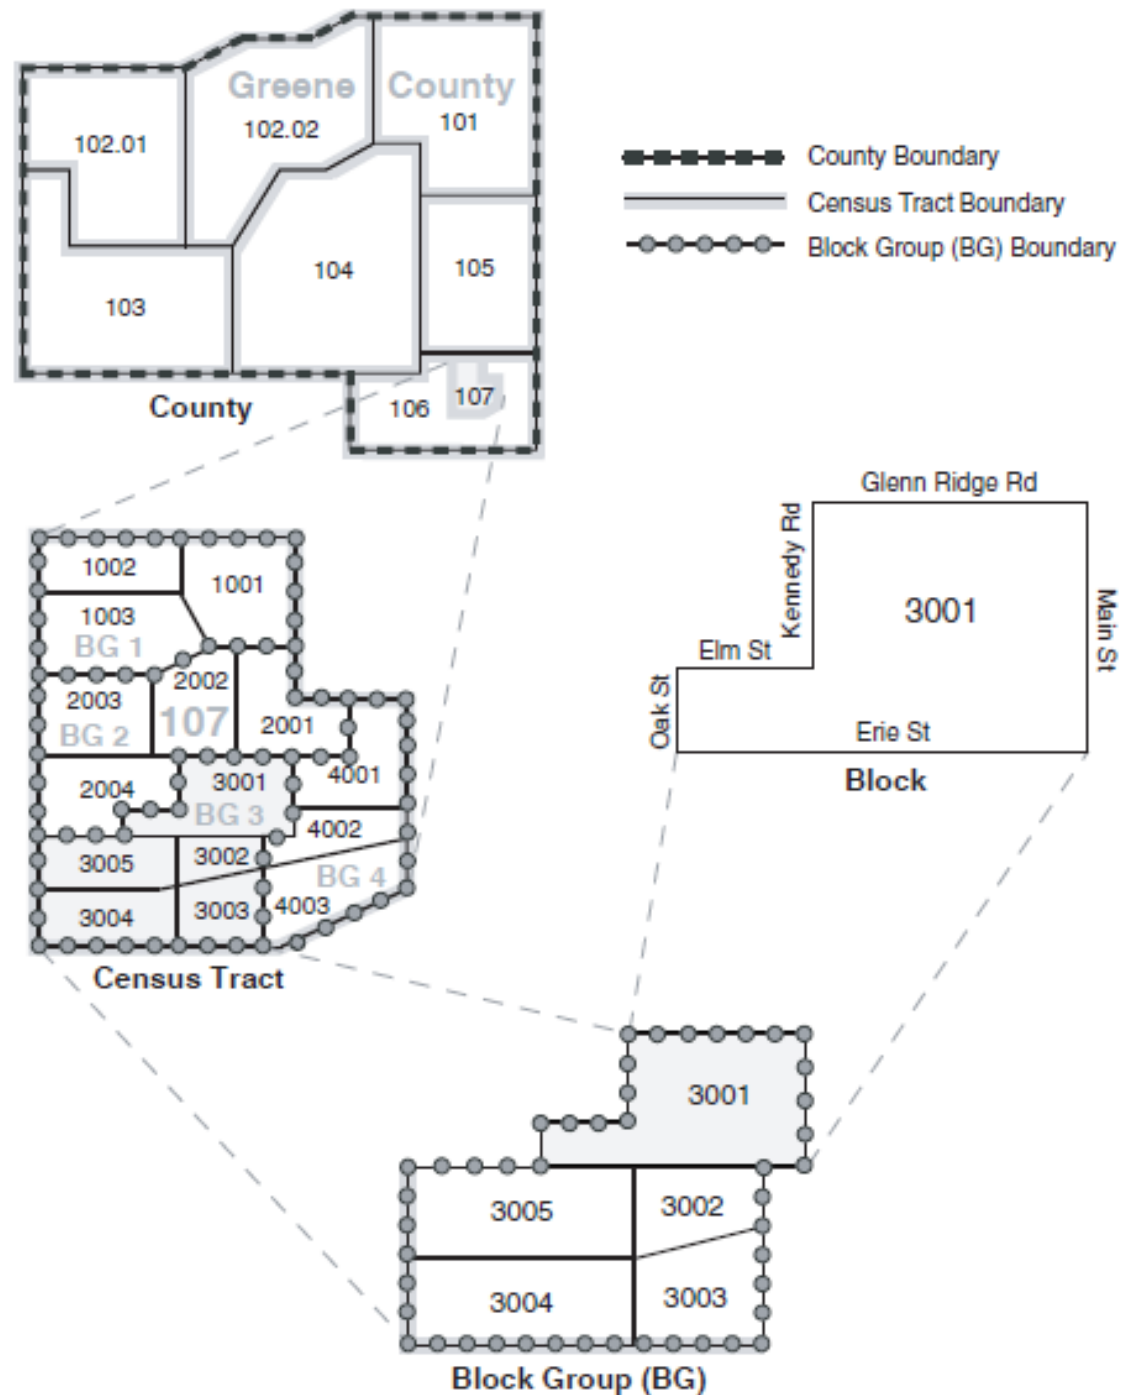 Greene County
102.01
102.02
101
103
104
105
106
107
County
County Boundary
Census Tract Boundary
Block Group (BG) Boundary
1002
1001
1003
BG 1
2003
2002
BG 2
107
2001
2004
3001
4001
BG 3
4002
3005
3002
BG 4
3004
3003
4003
Census Tract
Glenn Ridge Rd
Kennedy Rd
3001
Main St
Elm St
Oak St
Erie St
Block
3001
3005
3002
3004
3003
Block Group (BG)